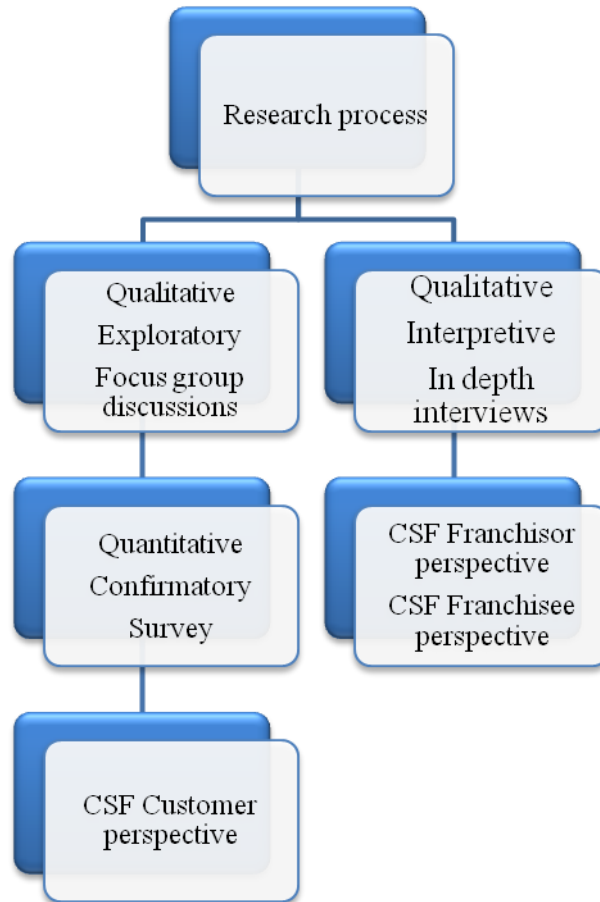 Research process
Qualitative
Exploratory
Focus group
discussions
Qualitative
Interpretive
In depth
interviews
Quantitative
Confirmatory
Survey
CSF Franchisor
perspective
CSF Franchisee
perspective
CSF Customer
perspective